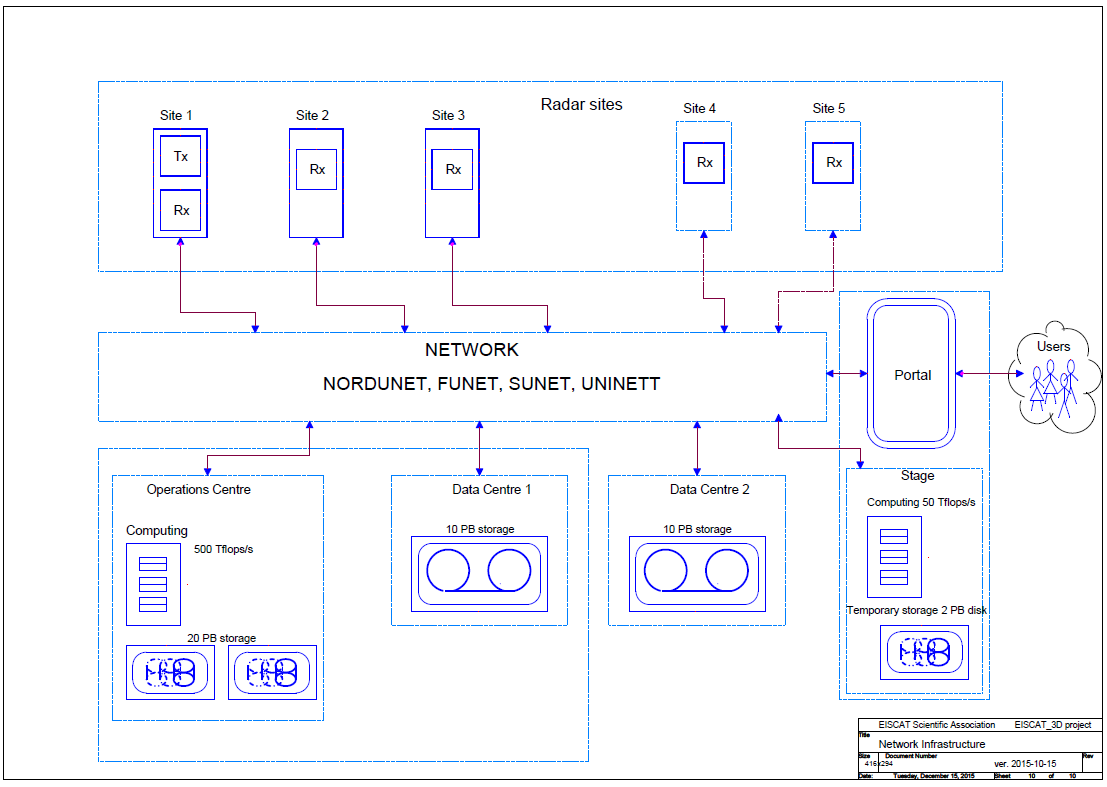 Radar sites
Site 1
Site 2
Site 3
Site 4
Site 5
Tx
Rx
Rx
Rx
Rx
Rx
NETWORK
NORDUNET, FUNET, SUNET, UNINETT
Portal
Users
Operations Centre
Computing
500 Tflops/s
20 PB storage
Data Centre 1
10 PB storage
Data Centre 2
10 PB storage
Stage
Computing 50 Tflops/s
Temporary storage 2 PB disk
EISCAT Scientific Association EISCAT_3D project
Title
Network Infrastructure
Size Document Number Rev
416x294 ver. 2015-10-15
Date: Tuesday, December 15, 2015 Sheet 10 of 10